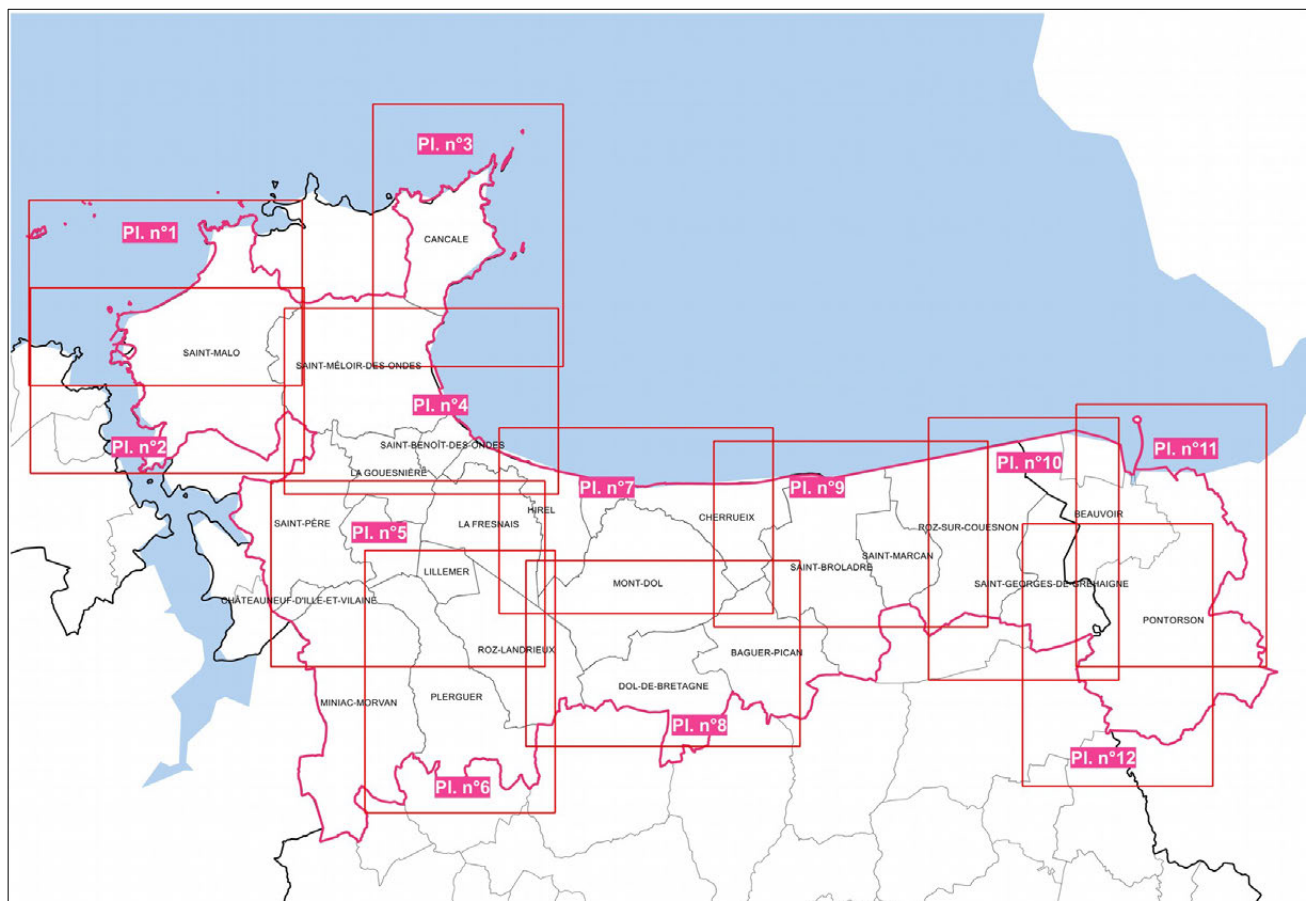 Pl. n°3
Pl. n°1
CANCALE
SAINT-MALO
SAINT-MÉLOIR-DES-ONDES
Pl. n°4
Pl. n°2
SAINT-BENOÎT-DES-ONDES
Pl. n°11
LA GOUESNIÈRE
Pl. n°10
Pl. n°7
Pl. n°9
HIREL
BEAUVOIR
SAINT-PÈRE
Pl. n°5
LA FRESNAIS
CHERRUEIX
ROZ-SUR-COUESNON
SAINT-MARCAN
LILLEMER
SAINT-BROLADRE
MONT-DOL
SAINT-GEORGES-DE-GREHAIGNE
CHÂTEAUNEUF-D'ILLE-ET-VILAINE
PONTORSON
ROZ-LANDRIEUX
BAGUER-PICAN
DOL-DE-BRETAGNE
PLERGUER
MINIAC-MORVAN
Pl. n°8
Pl. n°12
Pl. n°6